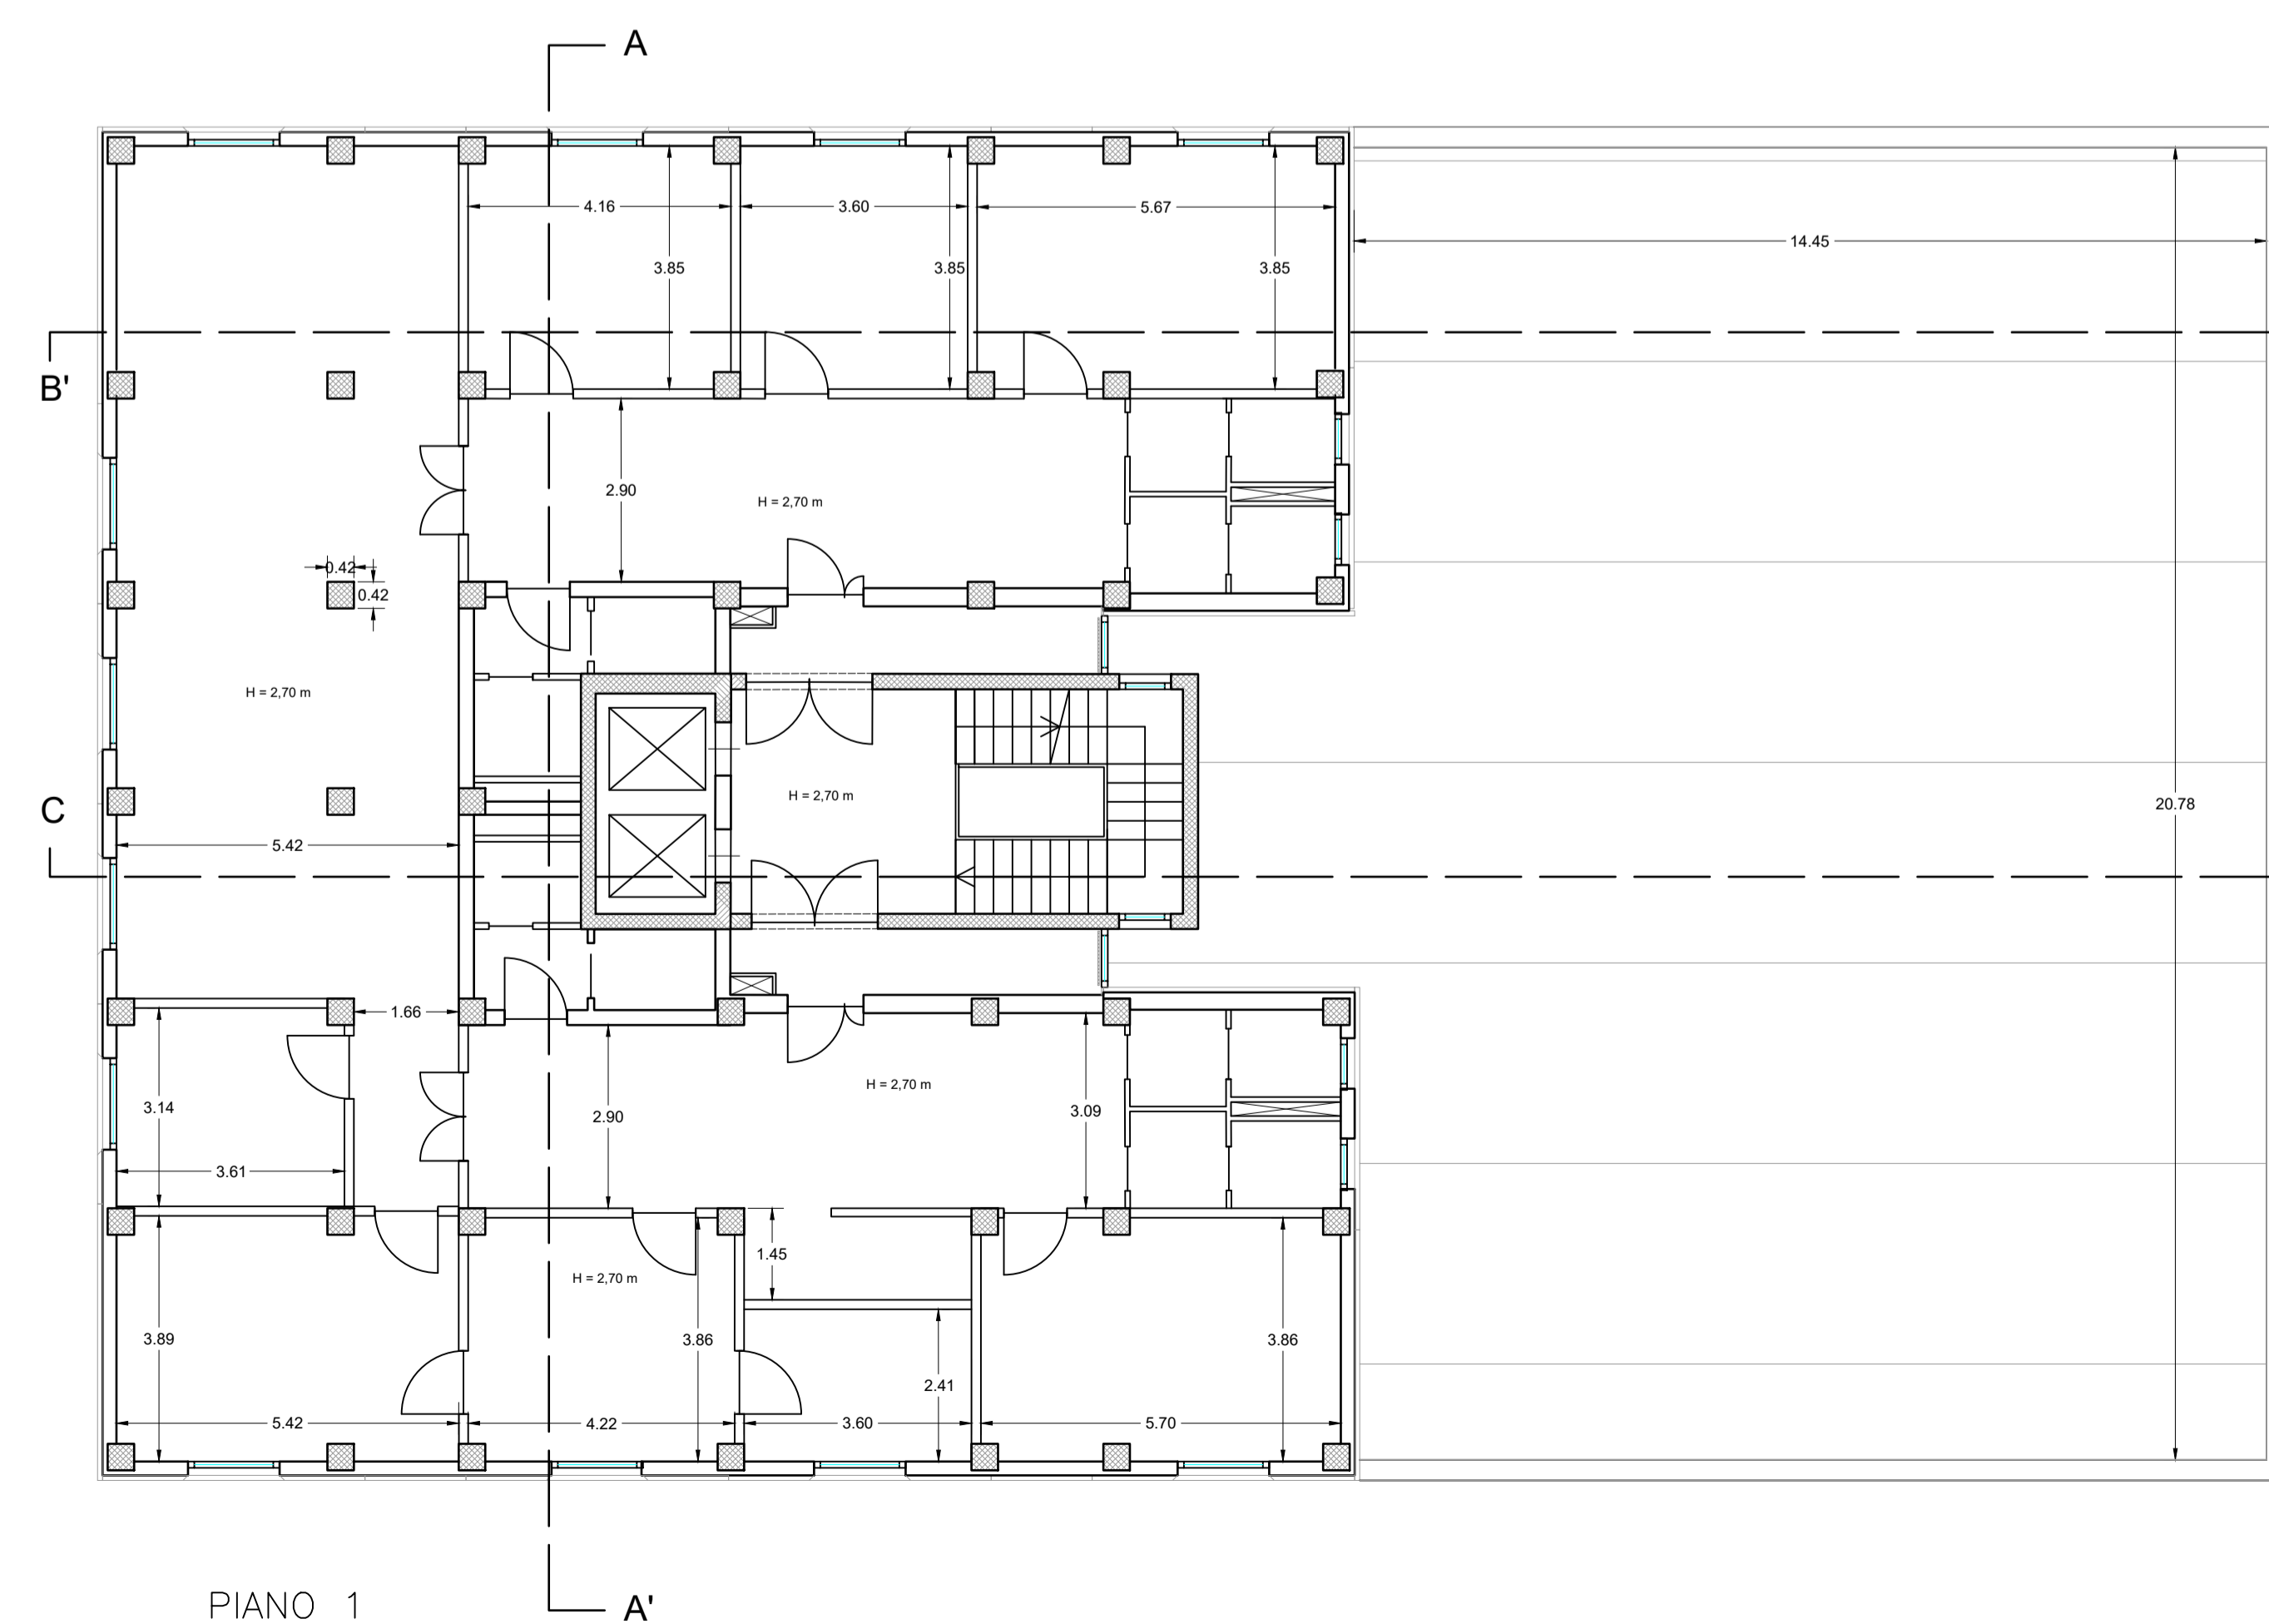 A
4.16
3.60
5.67
14.45
3.85
3.85
3.85
B'
2.90
H = 2,70 m
0.42
0.42
H = 2,70 m
H = 2,70 m
C
20.78
5.42
1.66
H = 2,70 m
3.14
2.90
3.09
3.61
1.45
H = 2,70 m
3.89
3.86
3.86
2.41
5.42
4.22
3.60
5.70
PIANO 1
A'